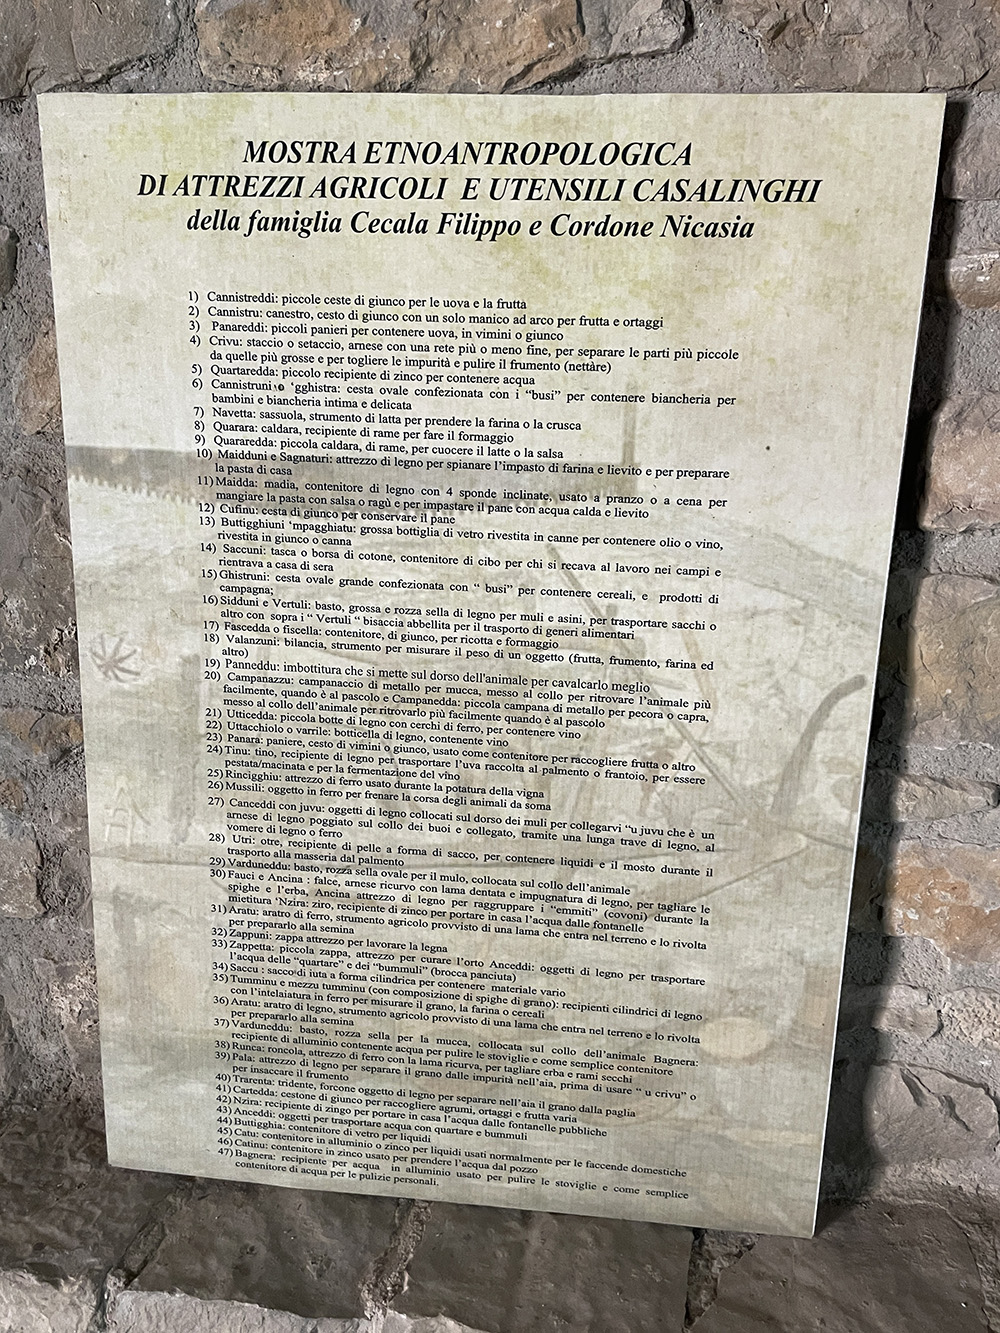 MOSTRA ETNOANTROPOLOGICA
DI ATTREZZI AGRICOLI E UTENSILI CASALINGHI
della famiglia Cecala Filippo e Cordone Nicasia
1) Cannistreddi: piccole ceste di giunco per le uova e la frutta
2) Cannistru: canestro, cesto di giunco con un solo manico ad arco per frutta e ortaggi
3) Panareddi: piccoli panieri per contenere uova, in vimini o giunco
4) Crivu: staccio o setaccio, arnese con una rete più o meno fine, per separare le parti più piccole
da quelle più grosse e per togliere le impurità e pulire il frumento (nettàre)
5) Quartaredda: piccolo recipiente di zinco per contenere acqua
6) Cannistruni o 'gghistra: cesta ovale confezionata con i “busi” per contenere biancheria per
bambini e biancheria intima e delicata
7) Navetta: sassuola, strumento di latta per prendere la farina o la crusca
8) Quarara: caldara, recipiente di rame per fare il formaggio
9) Quararedda: piccola caldara, di rame, per cuocere il latte o la salsa
10) Maidduni e Sagnaturi: attrezzo di legno per spianare l'impasto di farina e lievito e per preparare
la pasta di casa
11) Maidda: madia, contenitore di legno con 4 sponde inclinate, usato a pranzo o a cena per
mangiare la pasta con salsa o ragù e per impastare il pane con acqua calda e lievito
12) Cufinu: cesta di giunco per conservare il pane
13) Buttigghiuni 'mpagghiatu: grossa bottiglia di vetro rivestita in canne per contenere olio o vino,
rivestita in giunco o canna
14) Saccuni: tasca o borsa di cotone, contenitore di cibo per chi si recava al lavoro nei campi e
rientrava a casa di sera
15) Ghistruni: cesta ovale grande confezionata con “ busi” per contenere cereali, e prodotti di
campagna;
16) Sidduni e Vertuli: basto, grossa e rozza sella di legno per muli e asini, per trasportare sacchi o
altro con sopra i “ Vertuli “ bisaccia abbellita per il trasporto di generi alimentari
17) Fascedda o fiscella: contenitore, di giunco, per ricotta e formaggio
18) Valanzuni: bilancia, strumento per misurare il peso di un oggetto (frutta, frumento, farina ed
altro)
19) Panneddu: imbottitura che si mette sul dorso dell'animale per cavalcarlo meglio
20) Campanazzu: campanaccio di metallo per mucca, messo al collo per ritrovare l'animale più
facilmente, quando è al pascolo e Campanedda: piccola campana di metallo per pecora o capra,
messo al collo dell'animale per ritrovarlo più facilmente quando è al pascolo
21) Utticedda: piccola botte di legno con cerchi di ferro, per contenere vino
22) Uttacchiolo o varrile: botticella di legno, contenente vino
23) Panara: paniere, cesto di vimini o giunco, usato come contenitore per raccogliere frutta o altro
24) Tinu: tino, recipiente di legno per trasportare l'uva raccolta al palmento o frantoio, per essere
pestata/macinata e per la fermentazione del vino
25) Rincigghiu: attrezzo di ferro usato durante la potatura della vigna
26) Mussili: oggetto in ferro per frenare la corsa degli animali da soma
27) Canceddi con juvu: oggetti di legno collocati sul dorso dei muli per collegarvi “u juvu che è un
arnese di legno poggiato sul collo dei buoi e collegato, tramite una lunga trave di legno, al
vomere di legno o ferro
28) Utri: otre, recipiente di pelle a forma di sacco, per contenere liquidi e il mosto durante il
trasporto alla masseria dal palmento
29) Varduneddu: basto, rozza sella ovale per il mulo, collocata sul collo dell'animale
30) Fauci e Ancina : falce, arnese ricurvo con lama dentata e impugnatura di legno, per tagliare le
spighe e l'erba, Ancina attrezzo di legno per raggruppare i “emmiti” (covoni) durante la
mietitura 'Nzira: ziro, recipiente di zinco per portare in casa l'acqua dalle fontanelle
31) Aratu: aratro di ferro, strumento agricolo provvisto di una lama che entra nel terreno e lo rivolta
per prepararlo alla semina
32) Zappuni: zappa attrezzo per lavorare la legna
33) Zappetta: piccola zappa, attrezzo per curare l'orto Anceddi: oggetti di legno per trasportare
l'acqua delle “quartare” e dei “bummuli” (brocca panciuta)
34) Saccu : sacco di iuta a forma cilindrica per contenere materiale vario
35) Tumminu e mezzu tumminu (con composizione di spighe di grano): recipienti cilindrici di legno
con l'intelaiatura in ferro per misurare il grano, la farina o cereali
36) Aratu: aratro di legno, strumento agricolo provvisto di una lama che entra nel terreno e lo rivolta
per prepararlo alla semina
37) Varduneddu: basto, rozza sella per la mucca, collocata sul collo dell'animale Bagnera:
recipiente di alluminio contenente acqua per pulire le stoviglie e come semplice contenitore
38) Runca: roncola, attrezzo di ferro con la lama ricurva, per tagliare erba e rami secchi
39) Pala: attrezzo di legno per separare il grano dalle impurità nell'aia, prima di usare “ u crivu” o
per insaccare il frumento
40) Trarenta: tridente, forcone oggetto di legno per separare nell'aia il grano dalla paglia
41) Cartedda: cestone di giunco per raccogliere agrumi, ortaggi e frutta varia
42) Nzira: recipiente di zingo per portare in casa l'acqua dalle fontanelle pubbliche
43) Anceddi: oggetti per trasportare acqua con quartare e bummuli
44) Buttigghia: contenitore di vetro per liquidi
45) Catu: contenitore in alluminio o zinco per liquidi usati normalmente per le faccende domestiche
46) Catinu: contenitore in zinco usato per prendere l'acqua dal pozzo
47) Bagnera: recipiente per acqua in alluminio usato per pulire le stoviglie e come semplice
contenitore di acqua per le pulizie personali.